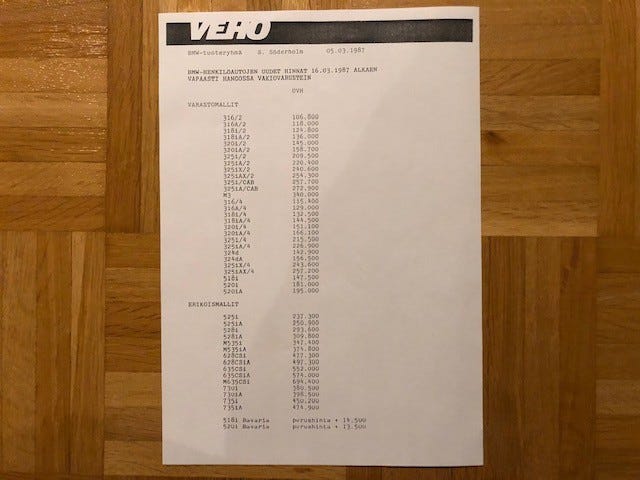 VEHO
BMW-tuoteryhmä S. Söderholm 05.03.1987
BMW-HENKILÖAUTOJEN UUDET HINNAT 16.03.1987 ALKAEN
VAPAASTI HANGOSSA VAKIOVARUSTEIN
OVH
VARASTOMALLIT
316/2 106.800
316A/2 118.000
318i/2 124.800
318iA/2 136.000
320i/2 145.000
320iA/2 158.700
325i/2 209.500
325iA/2 220.400
325iX/2 240.600
325iAX/2 254.300
325i/CAB 257.700
325iA/CAB 272.900
M3 340.000
316/4 115.400
316A/4 129.000
318i/4 132.500
318iA/4 144.500
320i/4 151.100
320iA/4 166.100
325i/4 215.500
325iA/4 226.900
324d 142.900
324dA 156.500
325iX/4 243.600
325iAX/4 257.200
518i 147.500
520i 181.000
520iA 195.000
ERIKOISMALLIT
525i 237.300
525iA 250.900
528i 293.600
528iA 309.800
M535i 347.400
M535iA 374.800
628CSi 477.300
628CSiA 497.300
635CSi 552.000
635CSiA 574.000
M635CSi 694.400
730i 380.500
730iA 398.500
735i 450.200
735iA 474.900
518i Bavaria perushinta + 14.500
520i Bavaria perushinta + 13.500